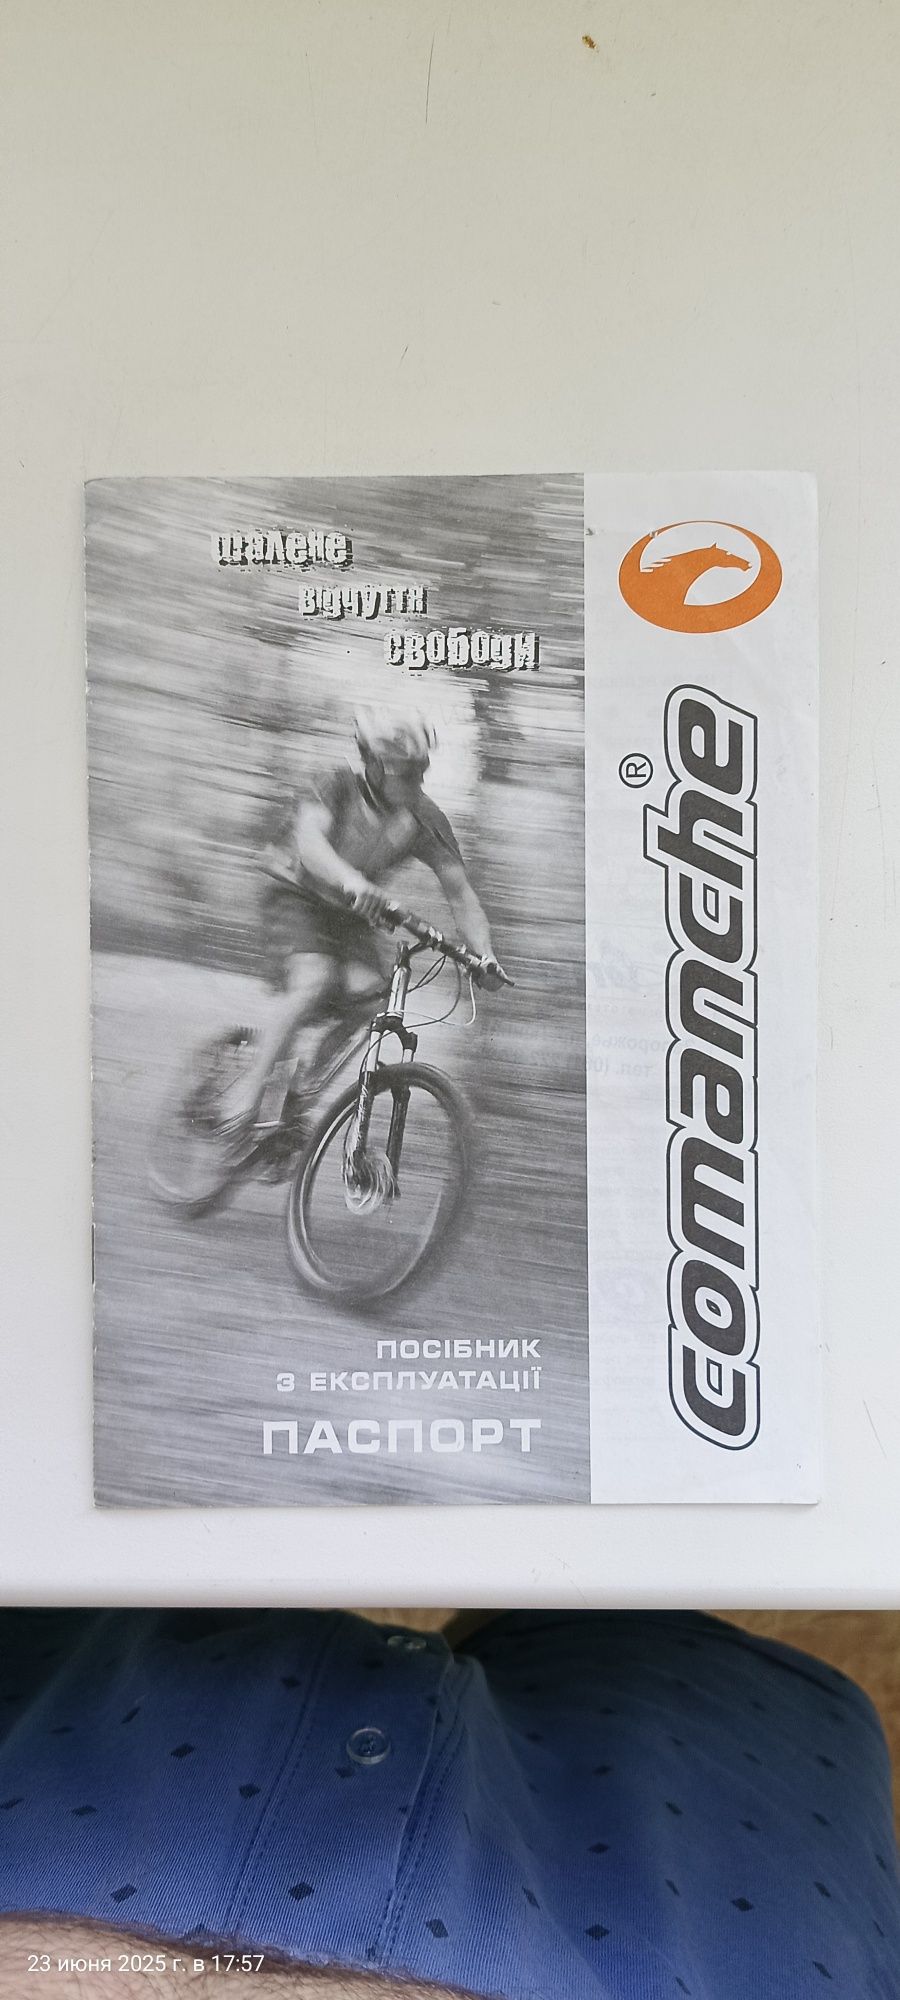 шалене
відчуття
свободи
comanche®
ПОСІБНИК
З ЕКСПЛУАТАЦІЇ
ПАСПОРТ
23 июня 2025 г. в 17:57